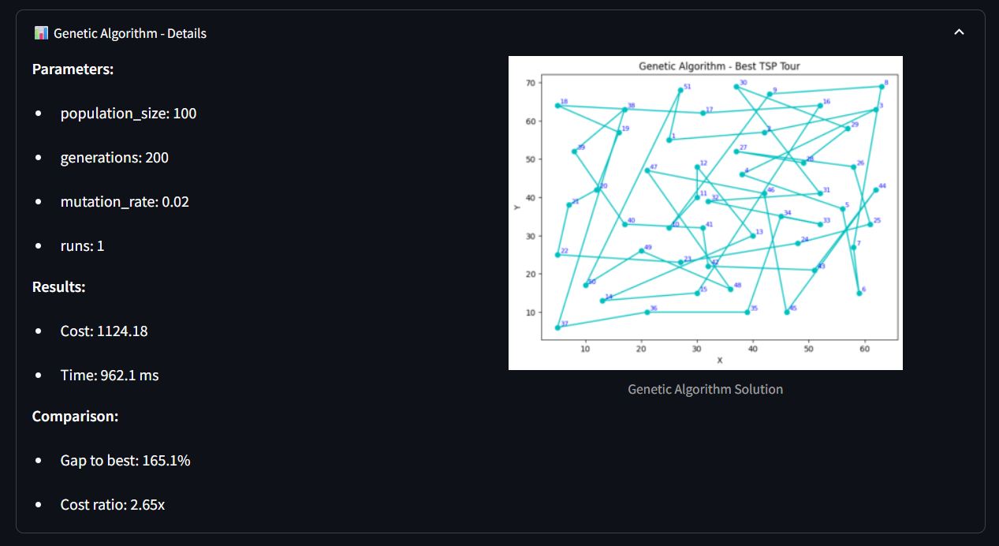 📊 Genetic Algorithm - Details
Parameters:
• population_size: 100
• generations: 200
• mutation_rate: 0.02
• runs: 1
Results:
• Cost: 1124.18
• Time: 962.1 ms
Comparison:
• Gap to best: 165.1%
• Cost ratio: 2.65x
Genetic Algorithm - Best TSP Tour
70
60
50
40
30
20
10
Y
10 20 30 40 50 60
X
30 9 8
51
18 38 17 16 3
19 1 2 29
39 27 28 26
47 12 4
20 11 32 46 31 44
21 5
40 10 41 34 33 25
13 24 7
22 49 23 42 43
50 48
14 15 6
36 35 45
37
Genetic Algorithm Solution